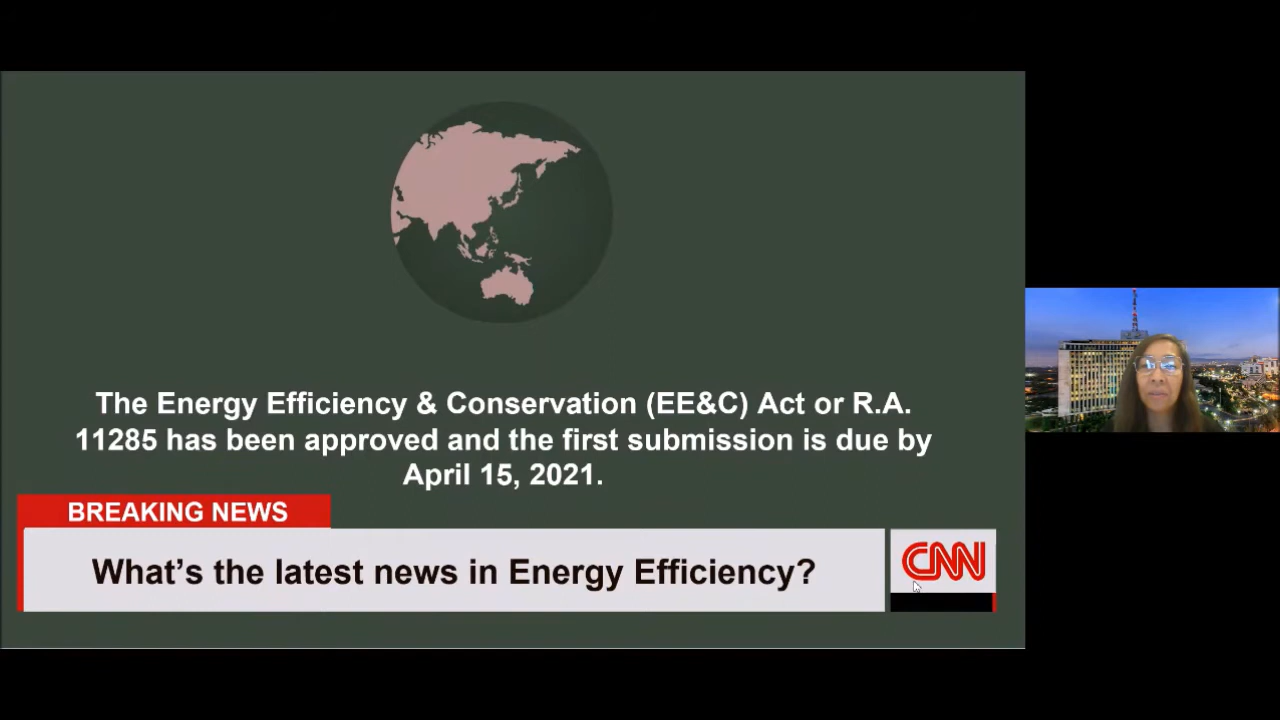 The Energy Efficiency & Conservation (EE&C) Act or R.A.
11285 has been approved and the first submission is due by
April 15, 2021.
BREAKING NEWS
What's the latest news in Energy Efficiency?
CNN